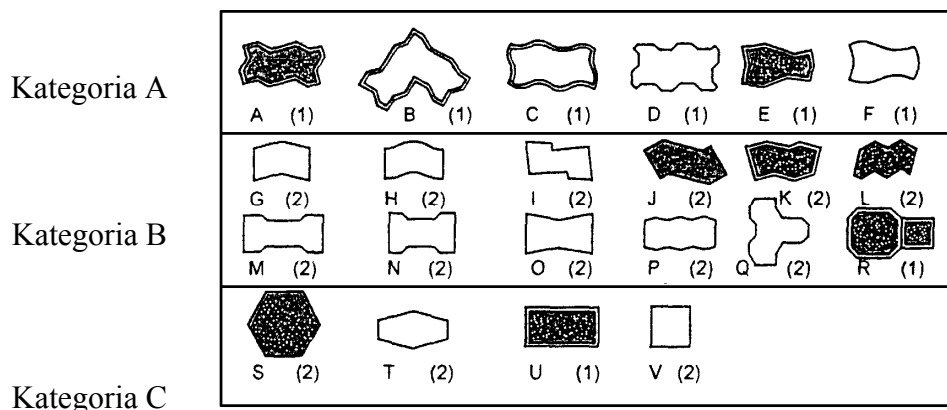 Kategoria A
A (1) B (1) C (1) D (1) E (1) F (1)
G (2) H (2) I (2) J (2) K (2) L (2)
Kategoria B
M (2) N (2) O (2) P (2) Q (2) R (1)
S (2) T (2) U (1) V (2)
Kategoria C